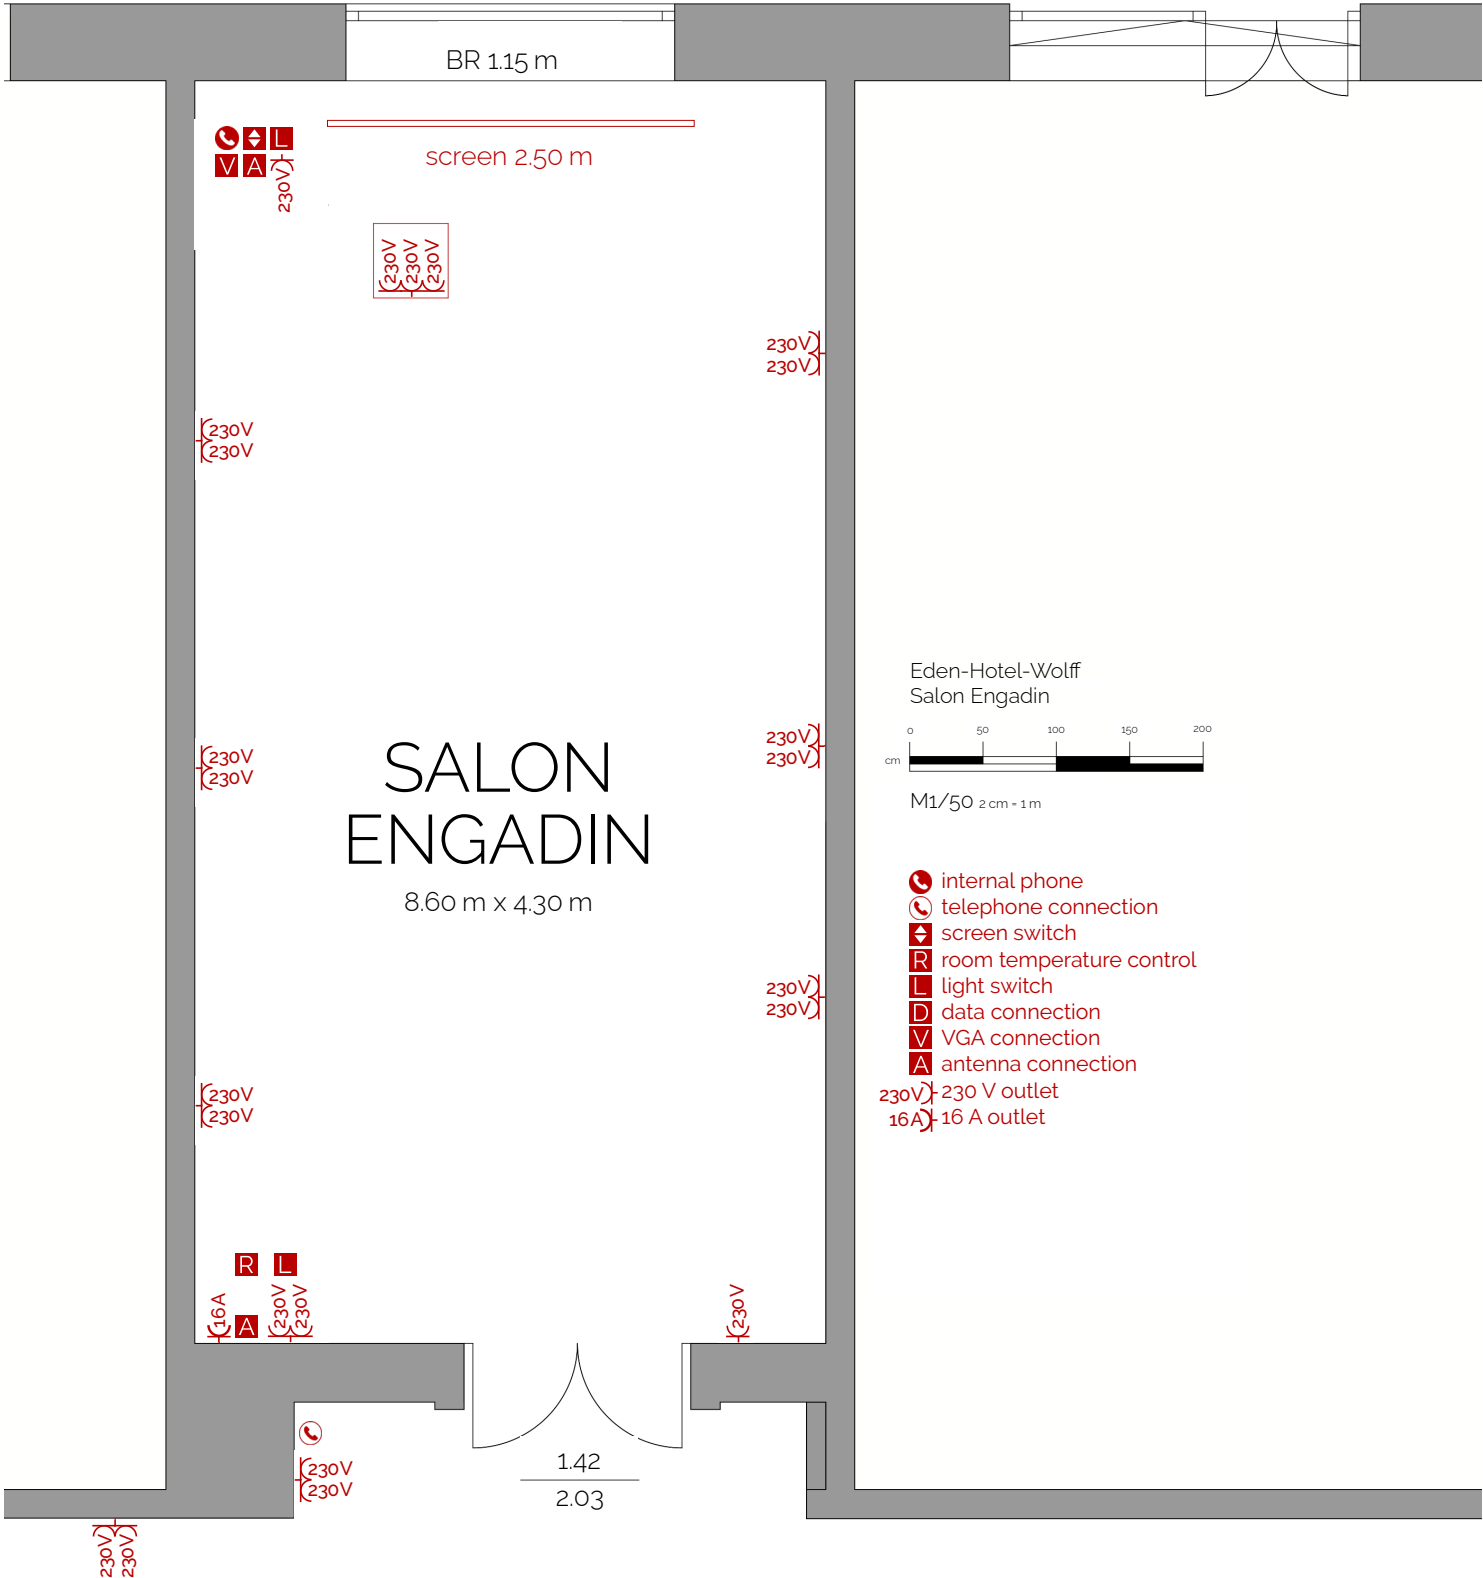 BR 1.15 m
screen 2.50 m
L
V A
230V
230V
230V
230V
230V
230V
230V
230V
230V
230V
230V
230V
SALON
ENGADIN
8.60 m x 4.30 m
230V
230V
230V
230V
R L
16A
A
230V
230V
230V
230V
230V
1.42
2.03
230V
230V
Eden-Hotel-Wolff
Salon Engadin
0 50 100 150 200
cm
M1/50 2 cm = 1 m
internal phone
telephone connection
screen switch
R room temperature control
L light switch
D data connection
V VGA connection
A antenna connection
230V 230 V outlet
16A 16 A outlet